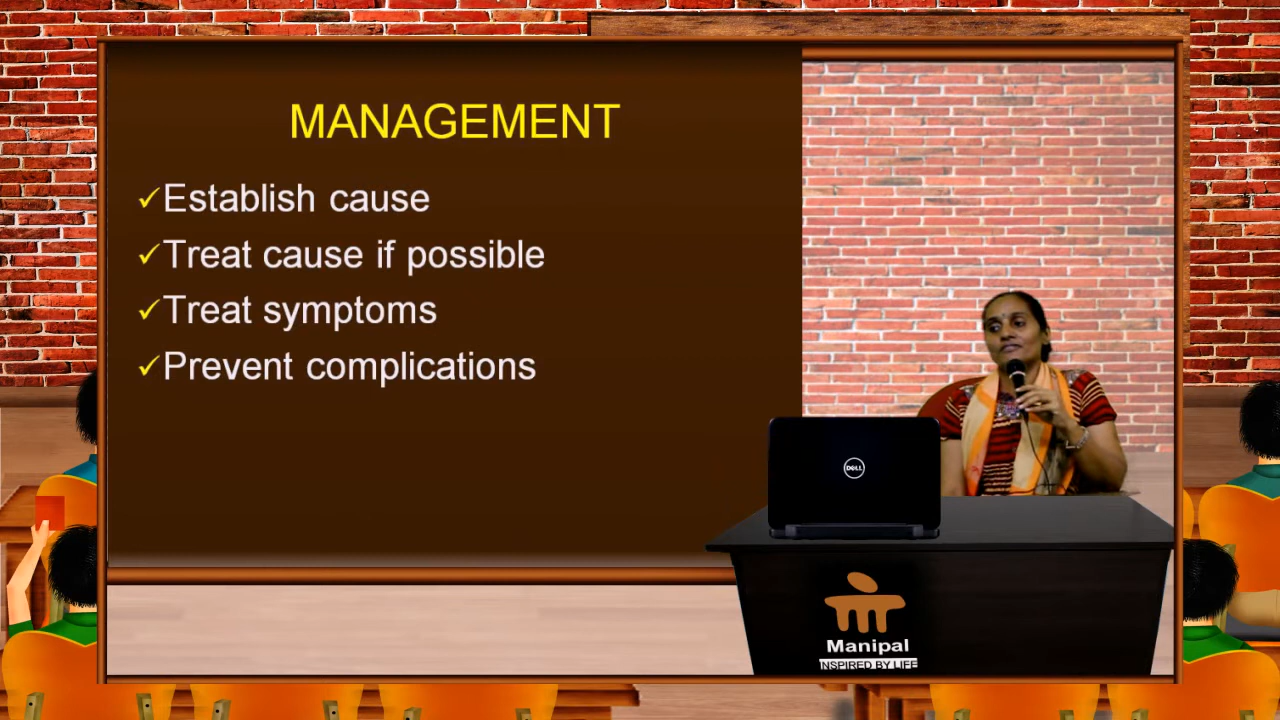 MANAGEMENT
✓Establish cause
✓Treat cause if possible
✓Treat symptoms
✓Prevent complications
DELL
Manipal
INSPIRED BY LIFE